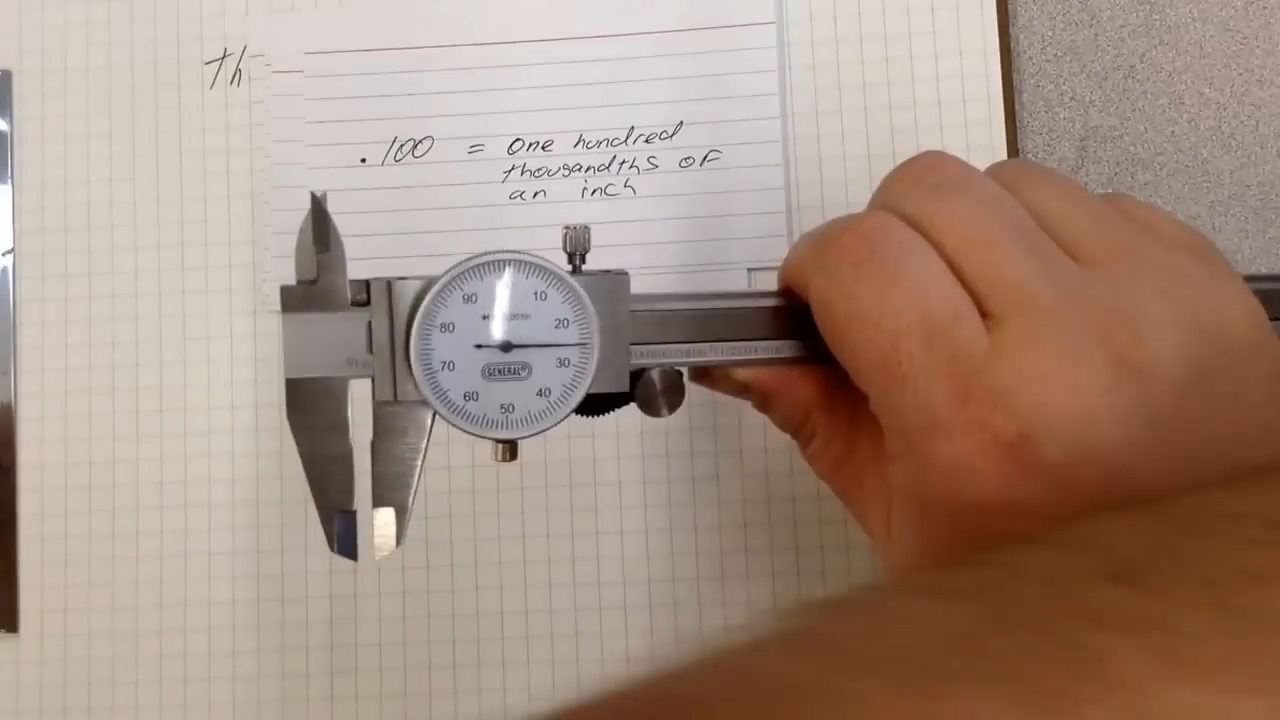 th
.100 = one hundred
thousandths of
an inch
90 10
80 20
70 30
60 40
50
GENERAL